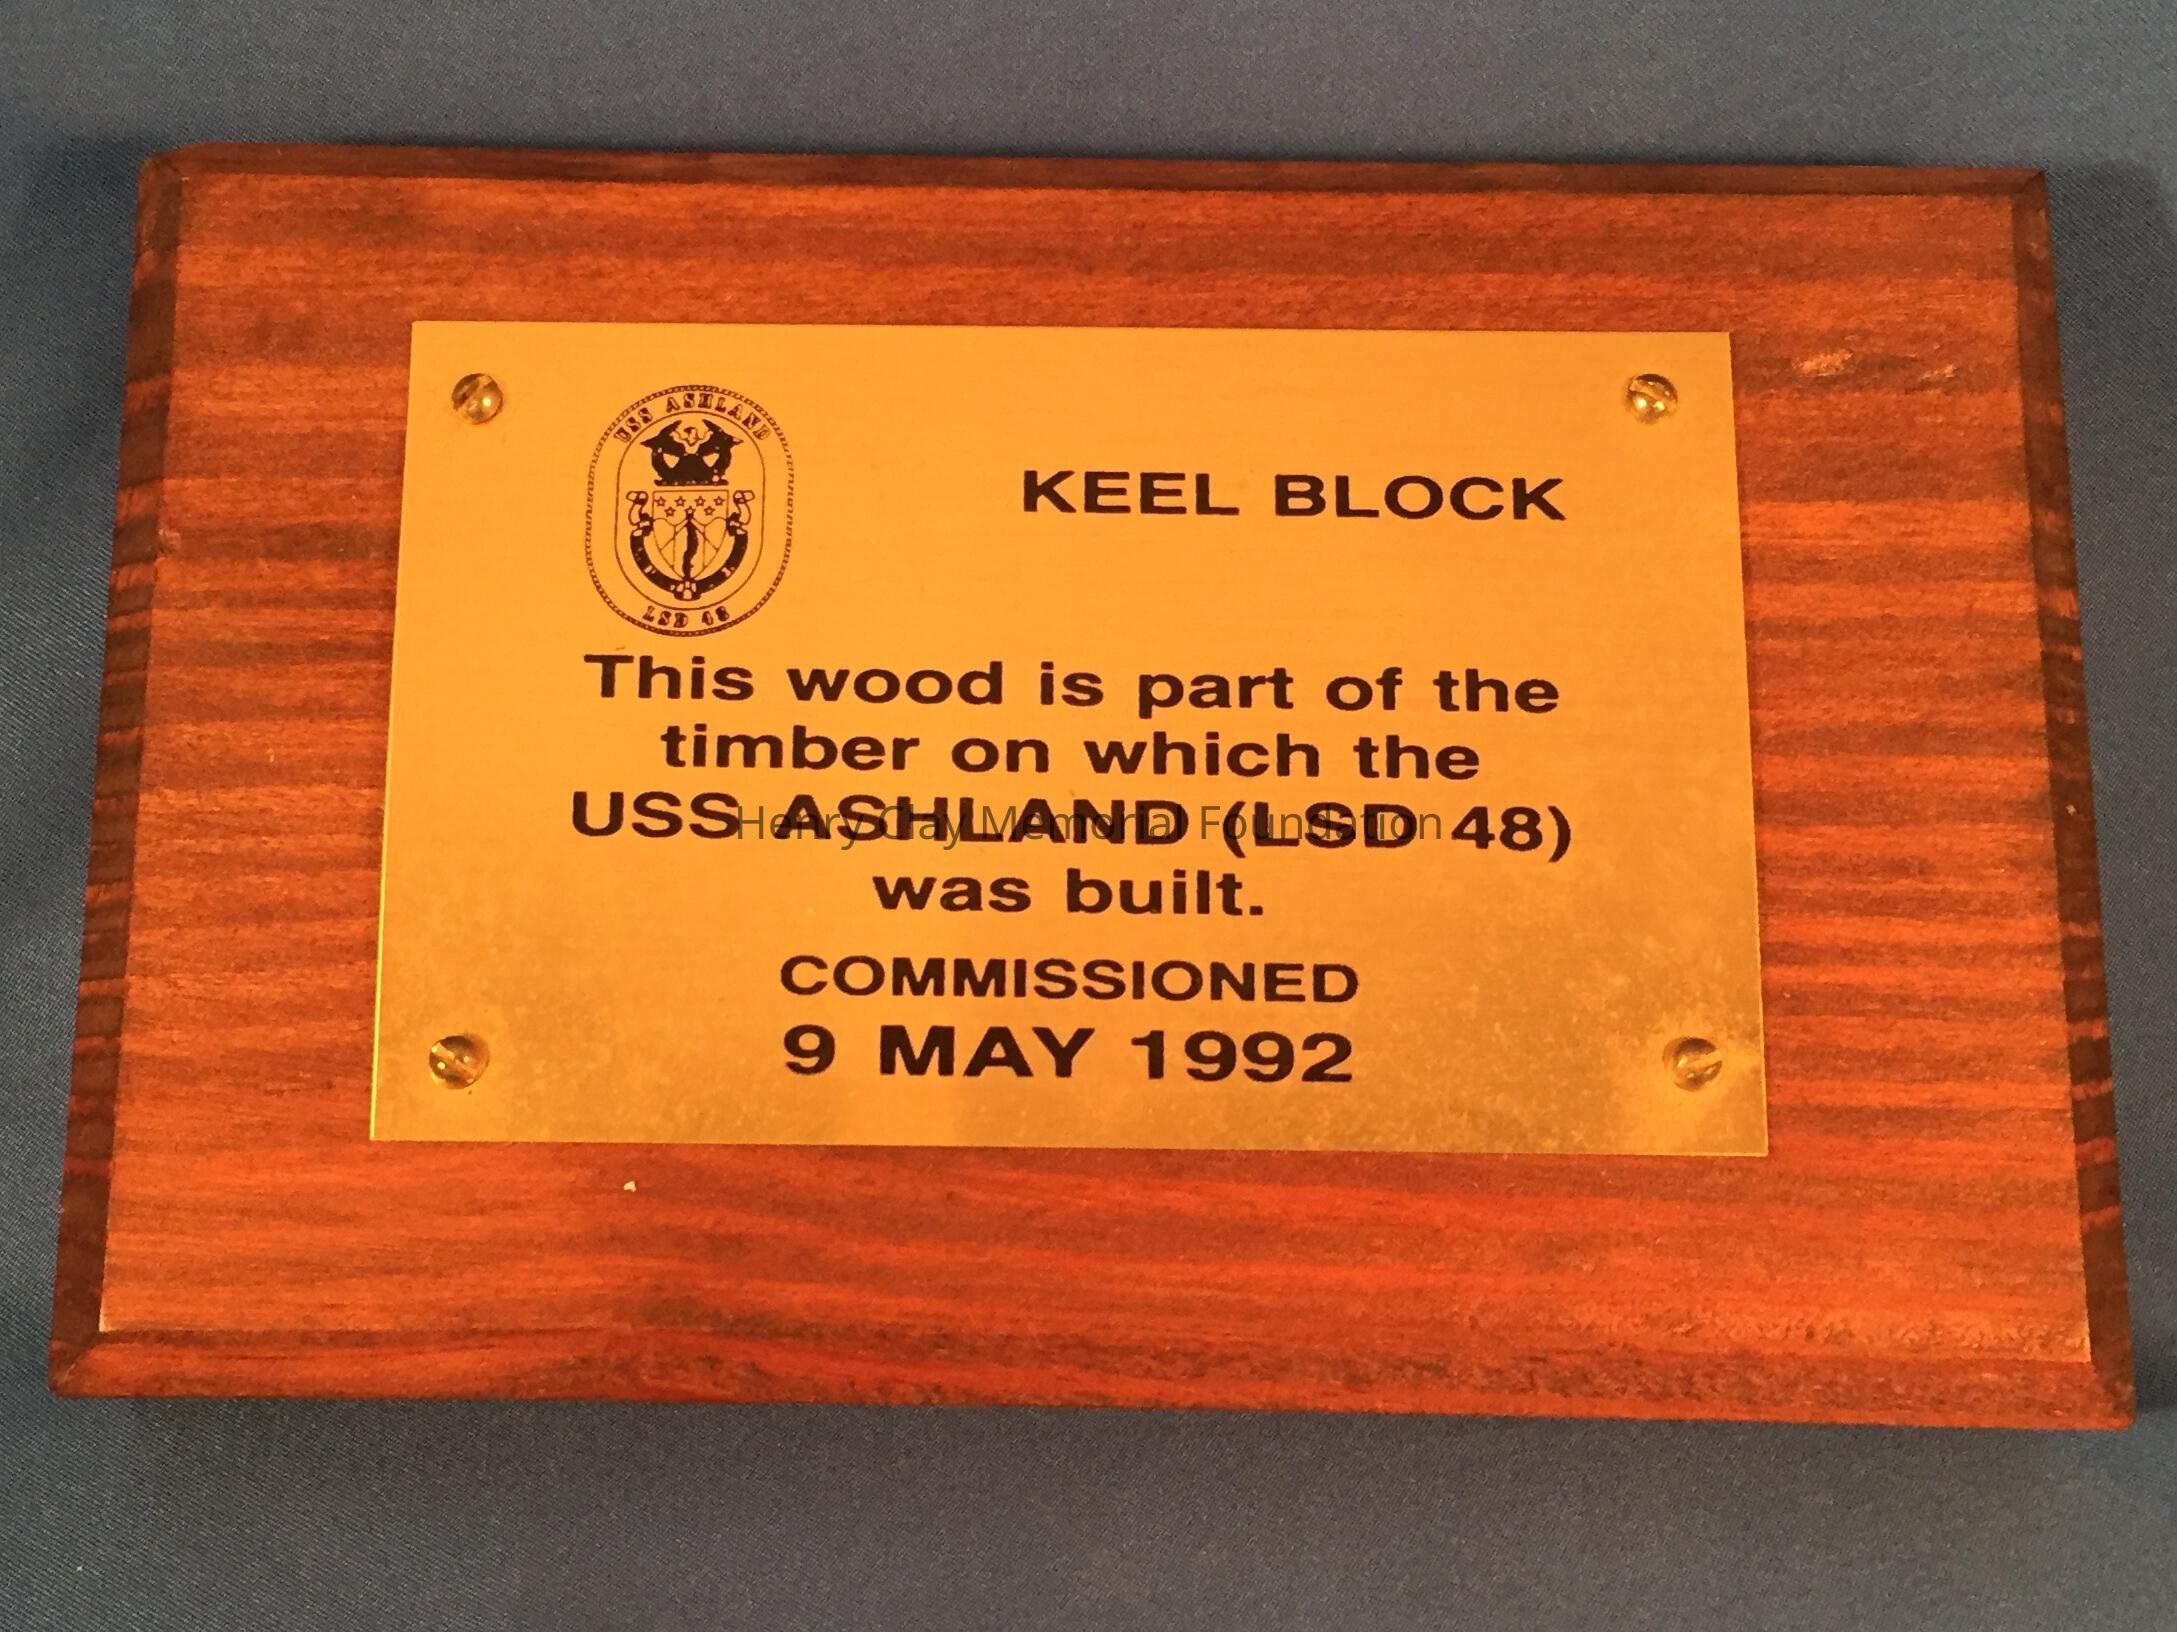 USS ASHLAND
LSD 48
KEEL BLOCK
This wood is part of the
timber on which the
USS ASHLAND (LSD 48)
was built.
COMMISSIONED
9 MAY 1992
Henry Clay Memorial Foundation